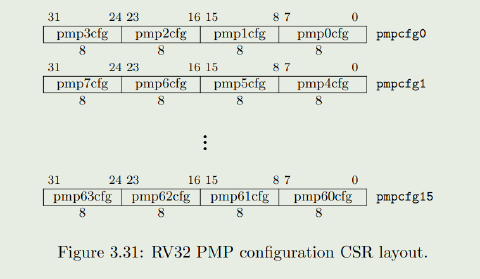 31 24 23 16 15 8 7 0
pmp3cfg pmp2cfg pmp1cfg pmp0cfg pmpcfg0
8 8 8 8
31 24 23 16 15 8 7 0
pmp7cfg pmp6cfg pmp5cfg pmp4cfg pmpcfg1
8 8 8 8
⋮
31 24 23 16 15 8 7 0
pmp63cfg pmp62cfg pmp61cfg pmp60cfg pmpcfg15
8 8 8 8
Figure 3.31: RV32 PMP configuration CSR layout.